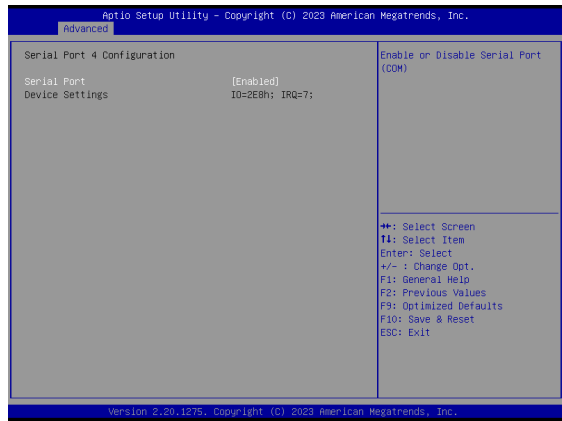 Aptio Setup Utility – Copyright (C) 2023 American Megatrends, Inc.
Advanced
Serial Port 4 Configuration
Serial Port [Enabled]
Device Settings IO=2E8h; IRQ=7;
Enable or Disable Serial Port
(COM)
→←: Select Screen
↑↓: Select Item
Enter: Select
+/- : Change Opt.
F1: General Help
F2: Previous Values
F9: Optimized Defaults
F10: Save & Reset
ESC: Exit
Version 2.20.1275. Copyright (C) 2023 American Megatrends, Inc.